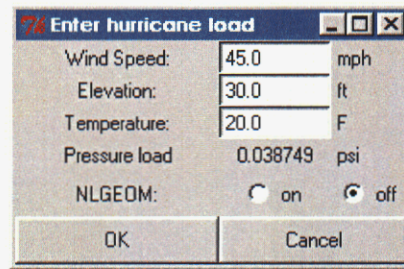 Enter hurricane load
Wind Speed: 45.0 mph
Elevation: 30.0 ft
Temperature: 20.0 F
Pressure load 0.038749 psi
NLGEOM: on off
OK Cancel